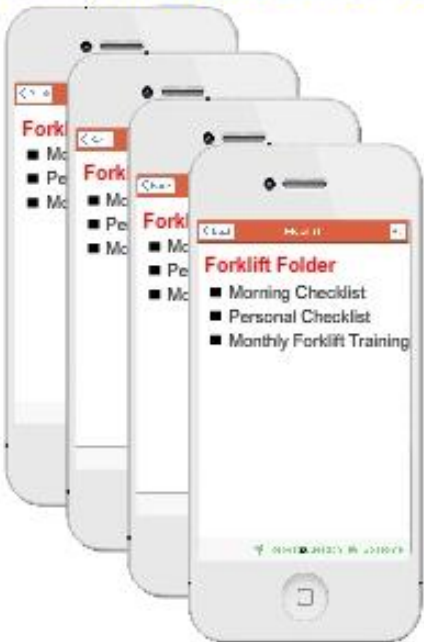 Forkl
Mo
Pe
Mo
Fork
Mo
Pe
Mo
Forkl
Mo
Pe
Mo
Forklift Folder
Morning Checklist
Personal Checklist
Monthly Forklift Training